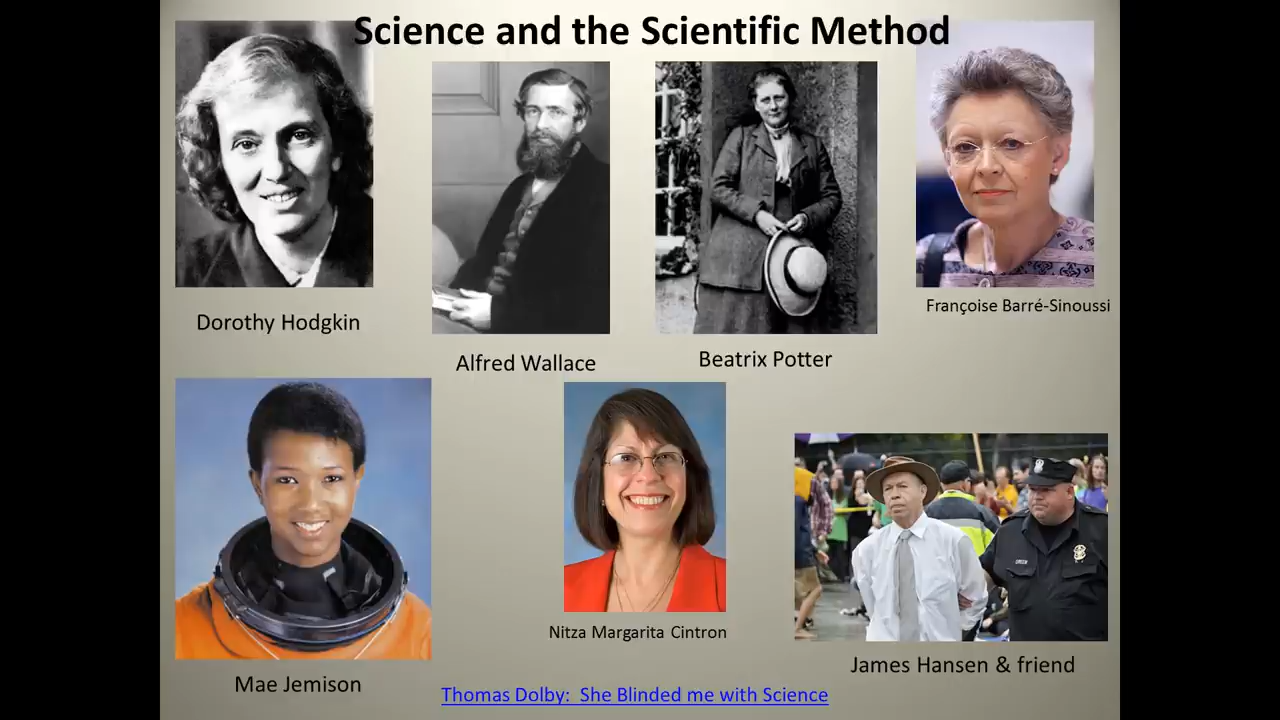 Science and the Scientific Method
Dorothy Hodgkin
Alfred Wallace
Beatrix Potter
Françoise Barré-Sinoussi
Mae Jemison
Nitza Margarita Cintron
James Hansen & friend
Thomas Dolby: She Blinded me with Science